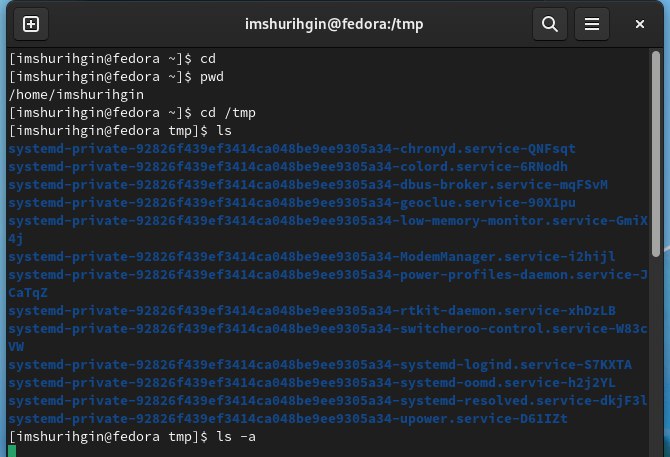 imshurihgin@fedora:/tmp
[imshurihgin@fedora ~]$ cd
[imshurihgin@fedora ~]$ pwd
/home/imshurihgin
[imshurihgin@fedora ~]$ cd /tmp
[imshurihgin@fedora tmp]$ ls
systemd-private-92826f439ef3414ca048be9ee9305a34-chronyd.service-QNFsqt
systemd-private-92826f439ef3414ca048be9ee9305a34-colord.service-6RNodh
systemd-private-92826f439ef3414ca048be9ee9305a34-dbus-broker.service-mqFSvM
systemd-private-92826f439ef3414ca048be9ee9305a34-geoclue.service-90X1pu
systemd-private-92826f439ef3414ca048be9ee9305a34-low-memory-monitor.service-GmiX
4j
systemd-private-92826f439ef3414ca048be9ee9305a34-ModemManager.service-i2hijl
systemd-private-92826f439ef3414ca048be9ee9305a34-power-profiles-daemon.service-J
CaTqZ
systemd-private-92826f439ef3414ca048be9ee9305a34-rtkit-daemon.service-xhDzLB
systemd-private-92826f439ef3414ca048be9ee9305a34-switcheroo-control.service-W83c
VW
systemd-private-92826f439ef3414ca048be9ee9305a34-systemd-logind.service-S7KXTA
systemd-private-92826f439ef3414ca048be9ee9305a34-systemd-oomd.service-h2j2YL
systemd-private-92826f439ef3414ca048be9ee9305a34-systemd-resolved.service-dkjF3l
systemd-private-92826f439ef3414ca048be9ee9305a34-upower.service-D61IZt
[imshurihgin@fedora tmp]$ ls -a